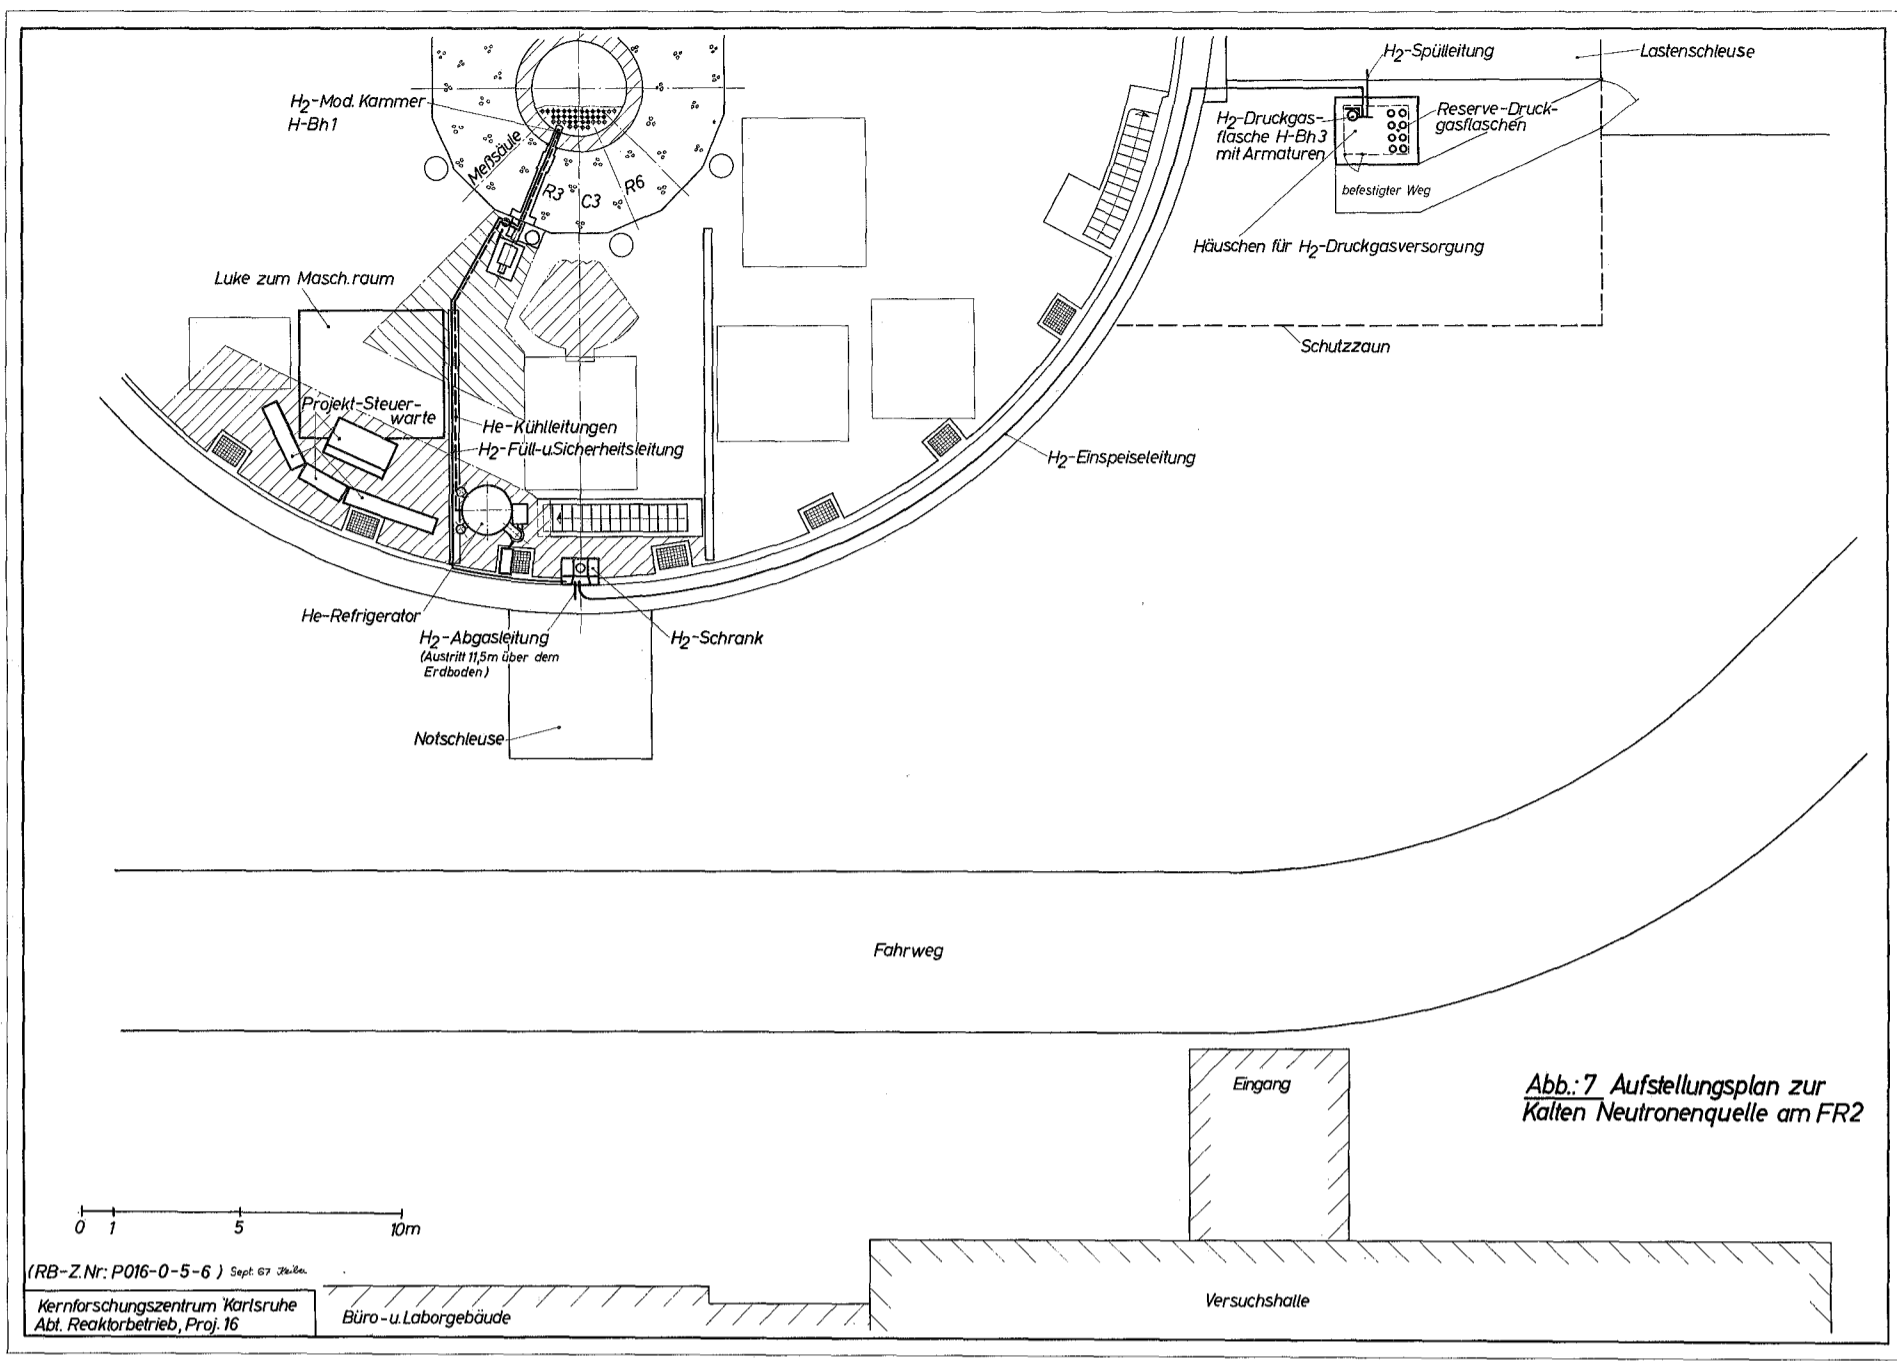 H2-Spülleitung
Lastenschleuse
H2-Mod. Kammer
H-Bh1
H2-Druckgas-
flasche H-Bh3
mit Armaturen
Reserve-Druck-
gasflaschen
Meßsäule
R3
C3
R6
befestigter Weg
Häuschen für H2-Druckgasversorgung
Luke zum Masch.raum
Schutzzaun
Projekt-Steuer-
warte
He-Kühlleitungen
H2-Füll-u.Sicherheitsleitung
H2-Einspeiseleitung
He-Refrigerator
H2-Abgasleitung
(Austritt 11,5m über dem
Erdboden)
H2-Schrank
Notschleuse
Fahrweg
Eingang
Abb.: 7 Aufstellungsplan zur
Kalten Neutronenquelle am FR2
0 1 5 10m
(RB-Z.Nr: P016-0-5-6) Sept. 67
Kernforschungszentrum Karlsruhe
Abt. Reaktorbetrieb, Proj. 16
Büro-u.Laborgebäude
Versuchshalle